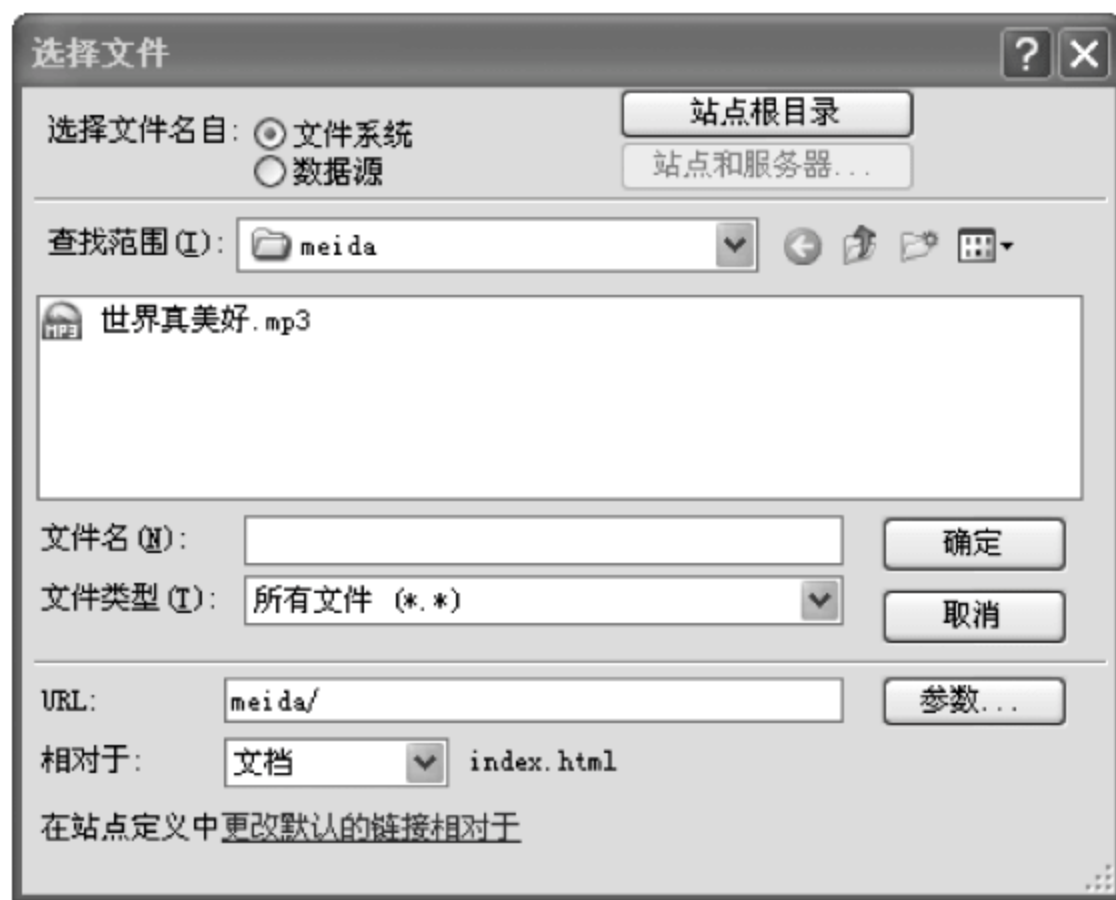 选择文件
选择文件名自: 文件系统
数据源
站点根目录
站点和服务器...
查找范围(I): meida
MP3 世界真美好.mp3
文件名(N):
确定
文件类型(T): 所有文件 (*.*)
取消
URL: meida/
参数...
相对于: 文档 index.html
在站点定义中更改默认的链接相对于